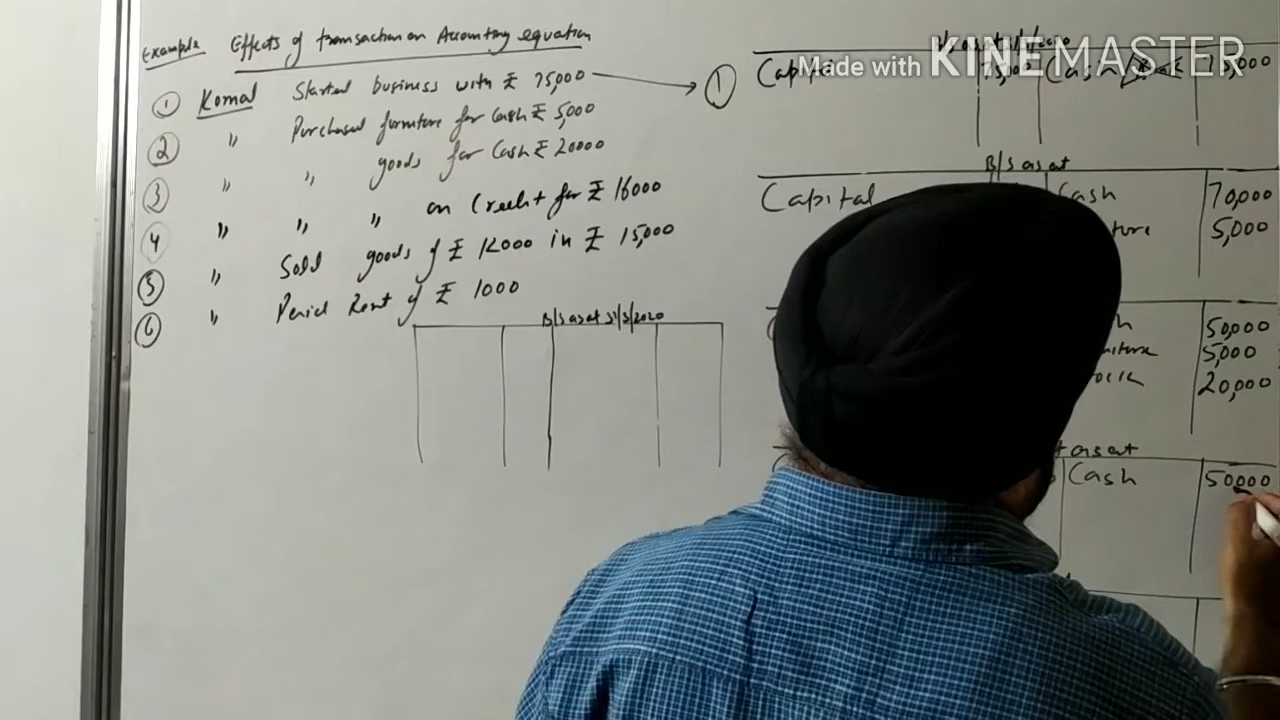 Example Effects of transaction on Accounting equation
① Komal Started business with ₹ 75,000 → ①
② " Purchased furniture for Cash ₹ 5,000
③ " " goods for Cash ₹ 20000
④ " " " on Credit for ₹ 16000
⑤ " Sold goods of ₹ 12000 in ₹ 15,000
⑥ " Rent of ₹ 1000
B/S as at 31/3/2020
Made with KINEMASTER
Cash
B/S as at
Capital Cash 70,000
5,000
50,000
5,000
20,000
as at
Cash 50000